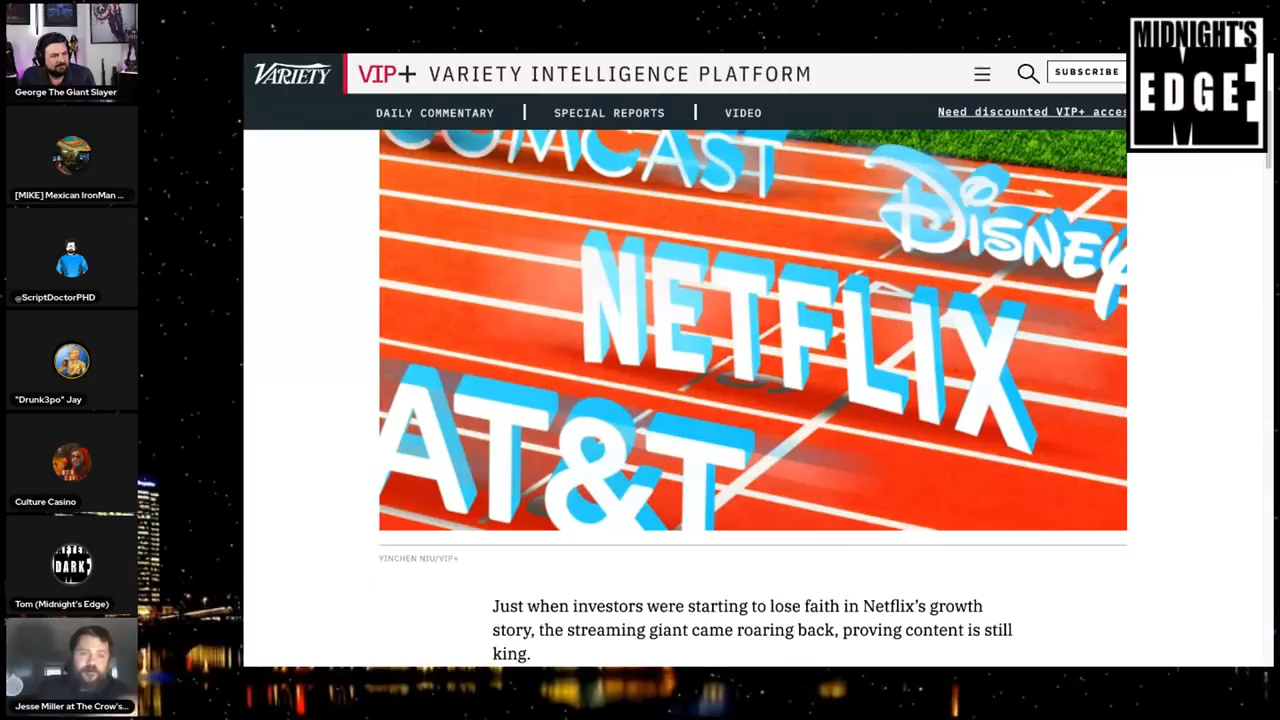 George The Giant Slayer
[MIKE] Mexican IronMan ...
@ScriptDoctorPHD
"Drunk3po" Jay
Culture Casino
DARK
Tom (Midnight's Edge)
Jesse Miller at The Crow's...
VARIETY
VIP+ VARIETY INTELLIGENCE PLATFORM
SUBSCRIBE
DAILY COMMENTARY
SPECIAL REPORTS
VIDEO
Need discounted VIP+ acces
COMCAST
DISNEY
NETFLIX
AT&T
YINCHEN NIU/VIP+
Just when investors were starting to lose faith in Netflix's growth
story, the streaming giant came roaring back, proving content is still
king.
MIDNIGHT'S
EDGE